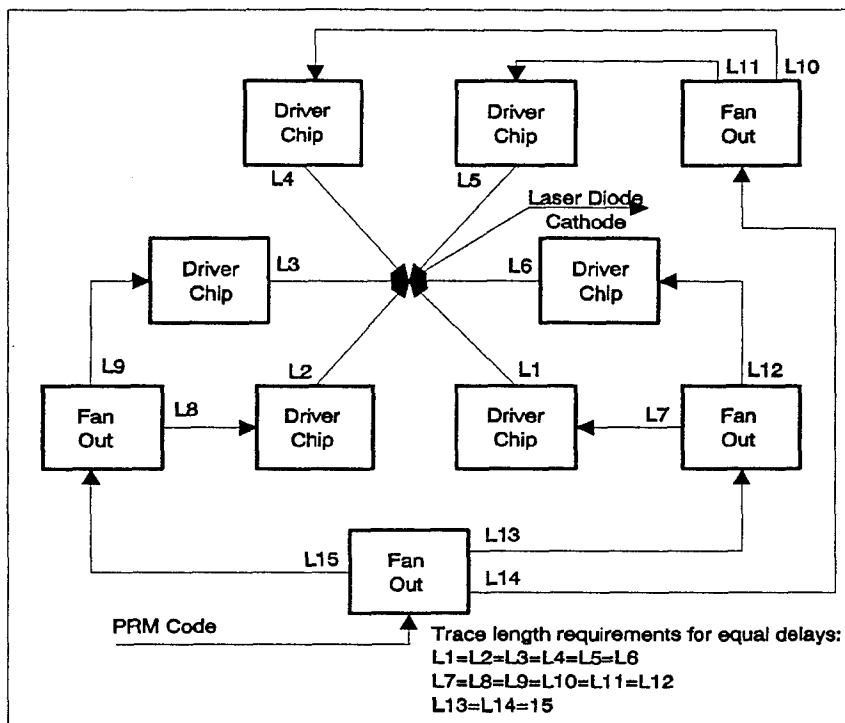 L11
L10
Driver
Chip
Driver
Chip
Fan
Out
L4
L5
Laser Diode
Cathode
Driver
Chip
L3
L6
Driver
Chip
L9
L2
L1
L12
Fan
Out
L8
Driver
Chip
Driver
Chip
L7
Fan
Out
L15
Fan
Out
L13
L14
PRM Code
Trace length requirements for equal delays:
L1=L2=L3=L4=L5=L6
L7=L8=L9=L10=L11=L12
L13=L14=15